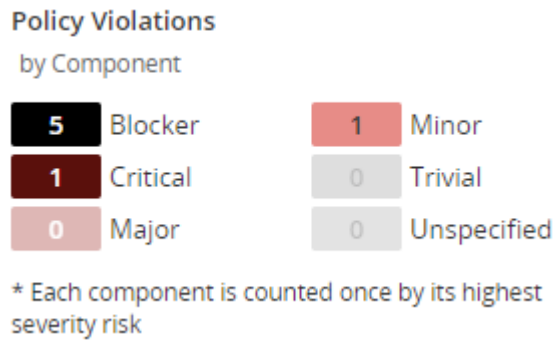 Policy Violations
by Component
5 Blocker 1 Minor
1 Critical 0 Trivial
0 Major 0 Unspecified
* Each component is counted once by its highest
severity risk